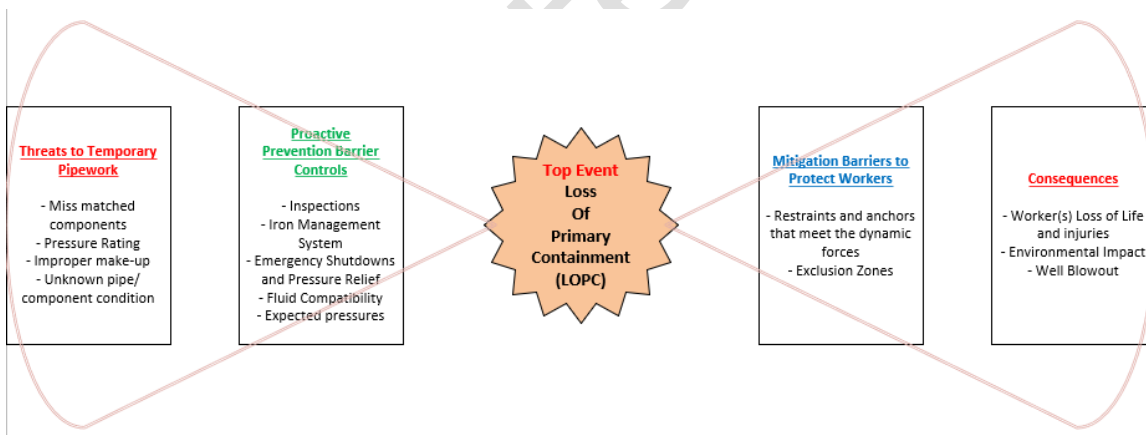 Threats to Temporary
Pipework
- Miss matched
components
- Pressure Rating
- Improper make-up
- Unknown pipe/
component condition
Proactive
Prevention Barrier
Controls
- Inspections
- Iron Management
System
- Emergency Shutdowns
and Pressure Relief
- Fluid Compatibility
- Expected pressures
Top Event
Loss
Of
Primary
Containment
(LOPC)
Mitigation Barriers to
Protect Workers
- Restraints and anchors
that meet the dynamic
forces
- Exclusion Zones
Consequences
- Worker(s) Loss of Life
and injuries
- Environmental Impact
- Well Blowout